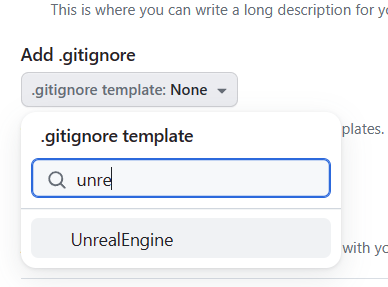 This is where you can write a long description for yo
Add .gitignore
.gitignore template: None
plates.
.gitignore template
unre
UnrealEngine
with yo